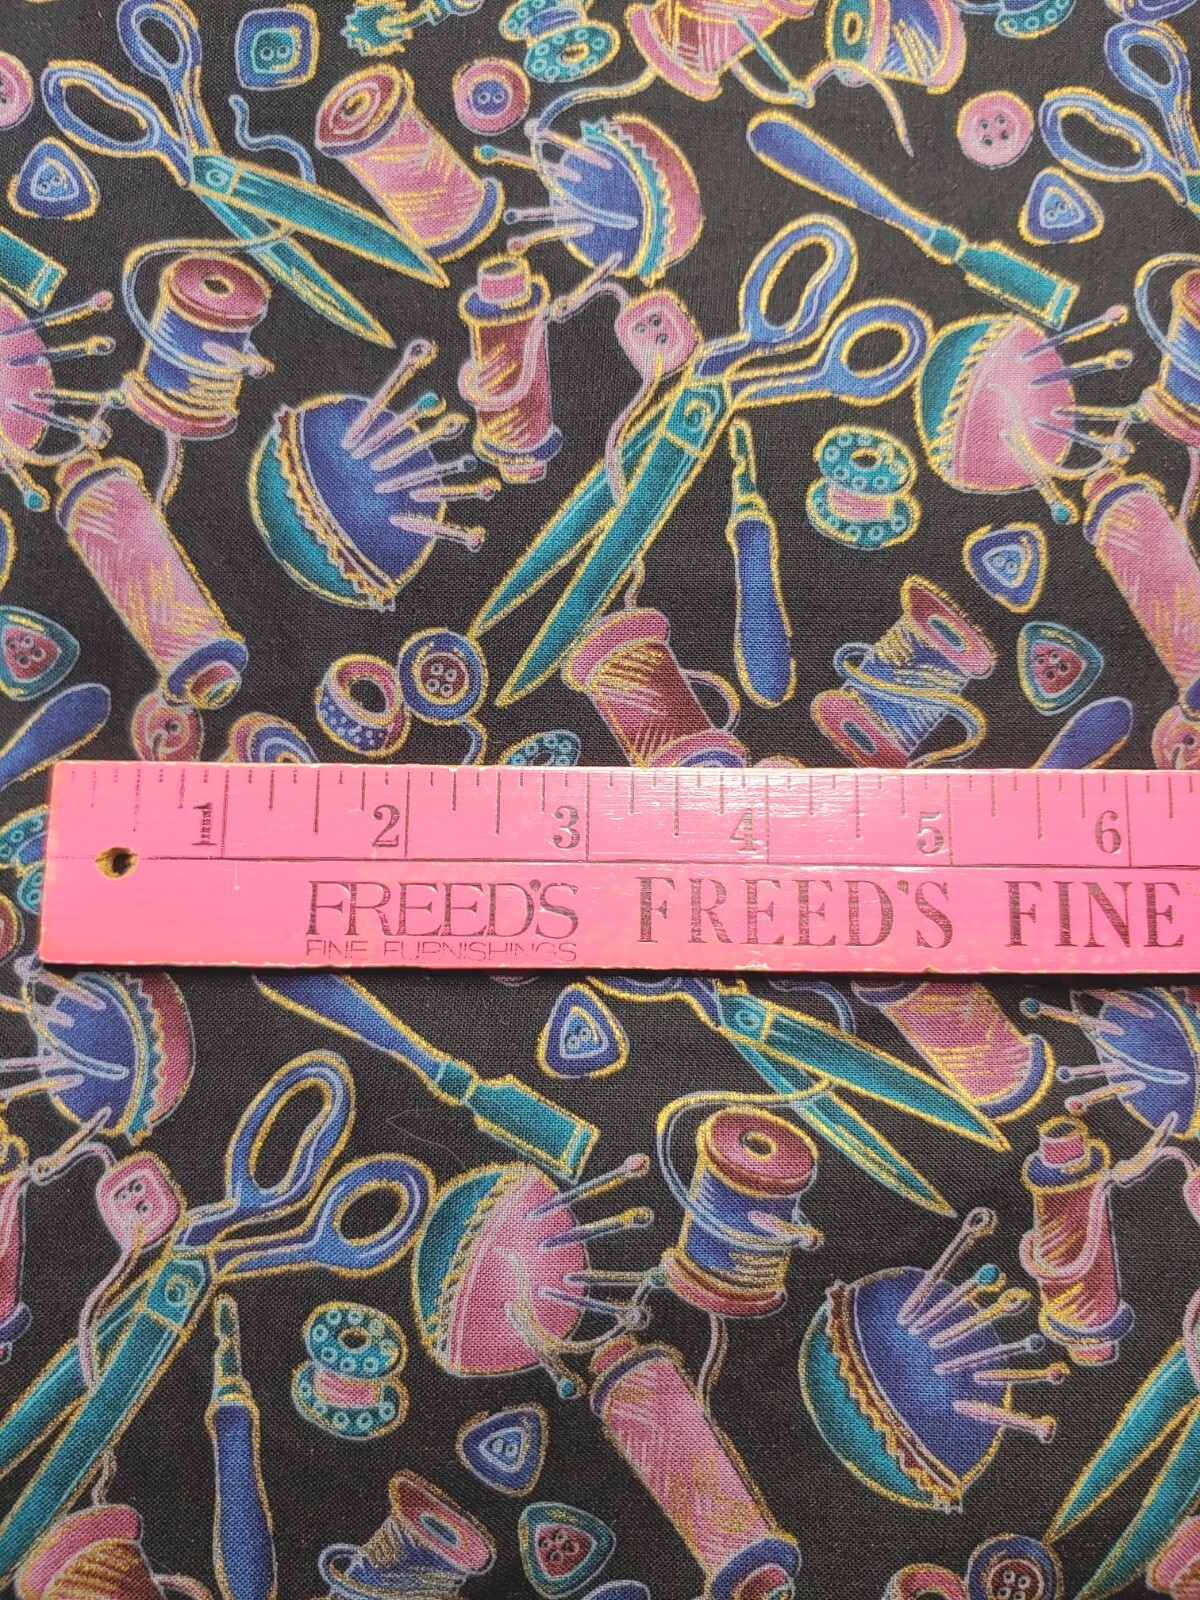 1 2 3 4 5 6
FREED'S FREED'S FINE
FINE FURNISHINGS